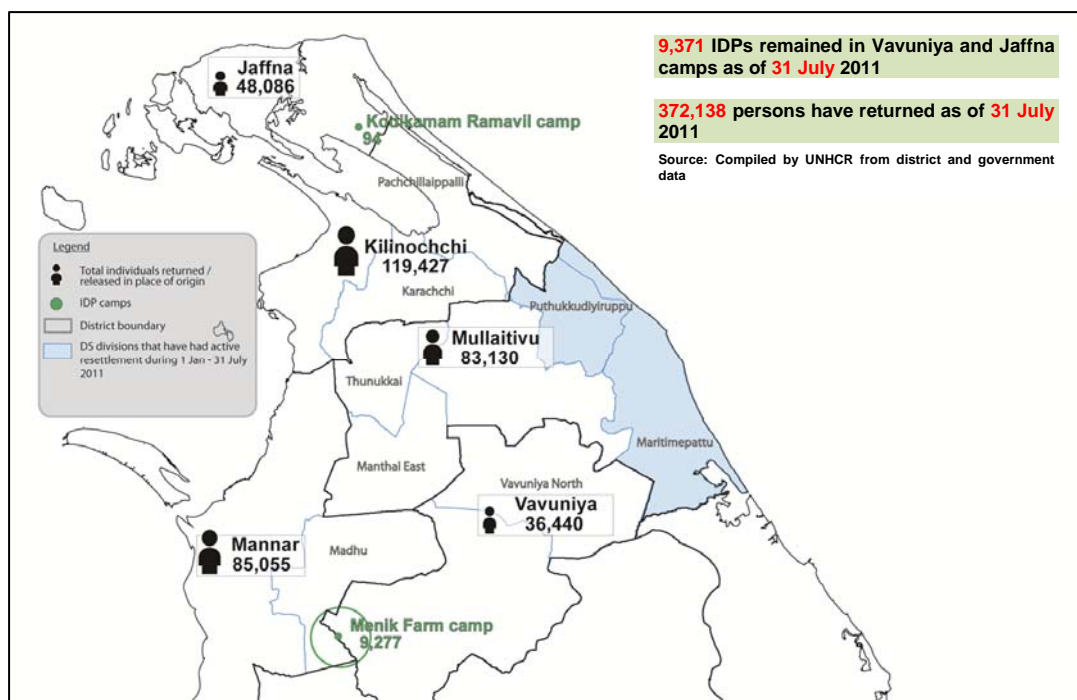 9,371 IDPs remained in Vavuniya and Jaffna
camps as of 31 July 2011
372,138 persons have returned as of 31 July
2011
Source: Compiled by UNHCR from district and government
data
Jaffna
48,086
Kodikamam Ramavil camp
94
Pachchillaippalli
Kilinochchi
119,427
Karachchi
Puthukkudiyiruppu
Mullaitivu
83,130
Thunukkai
Maritimepattu
Manthai East
Vavuniya North
Vavuniya
36,440
Mannar
85,055
Madhu
Menik Farm camp
9,277
Legend
Total individuals returned /
released in place of origin
IDP camps
District boundary
DS divisions that have had active
resettlement during 1 Jan - 31 July
2011